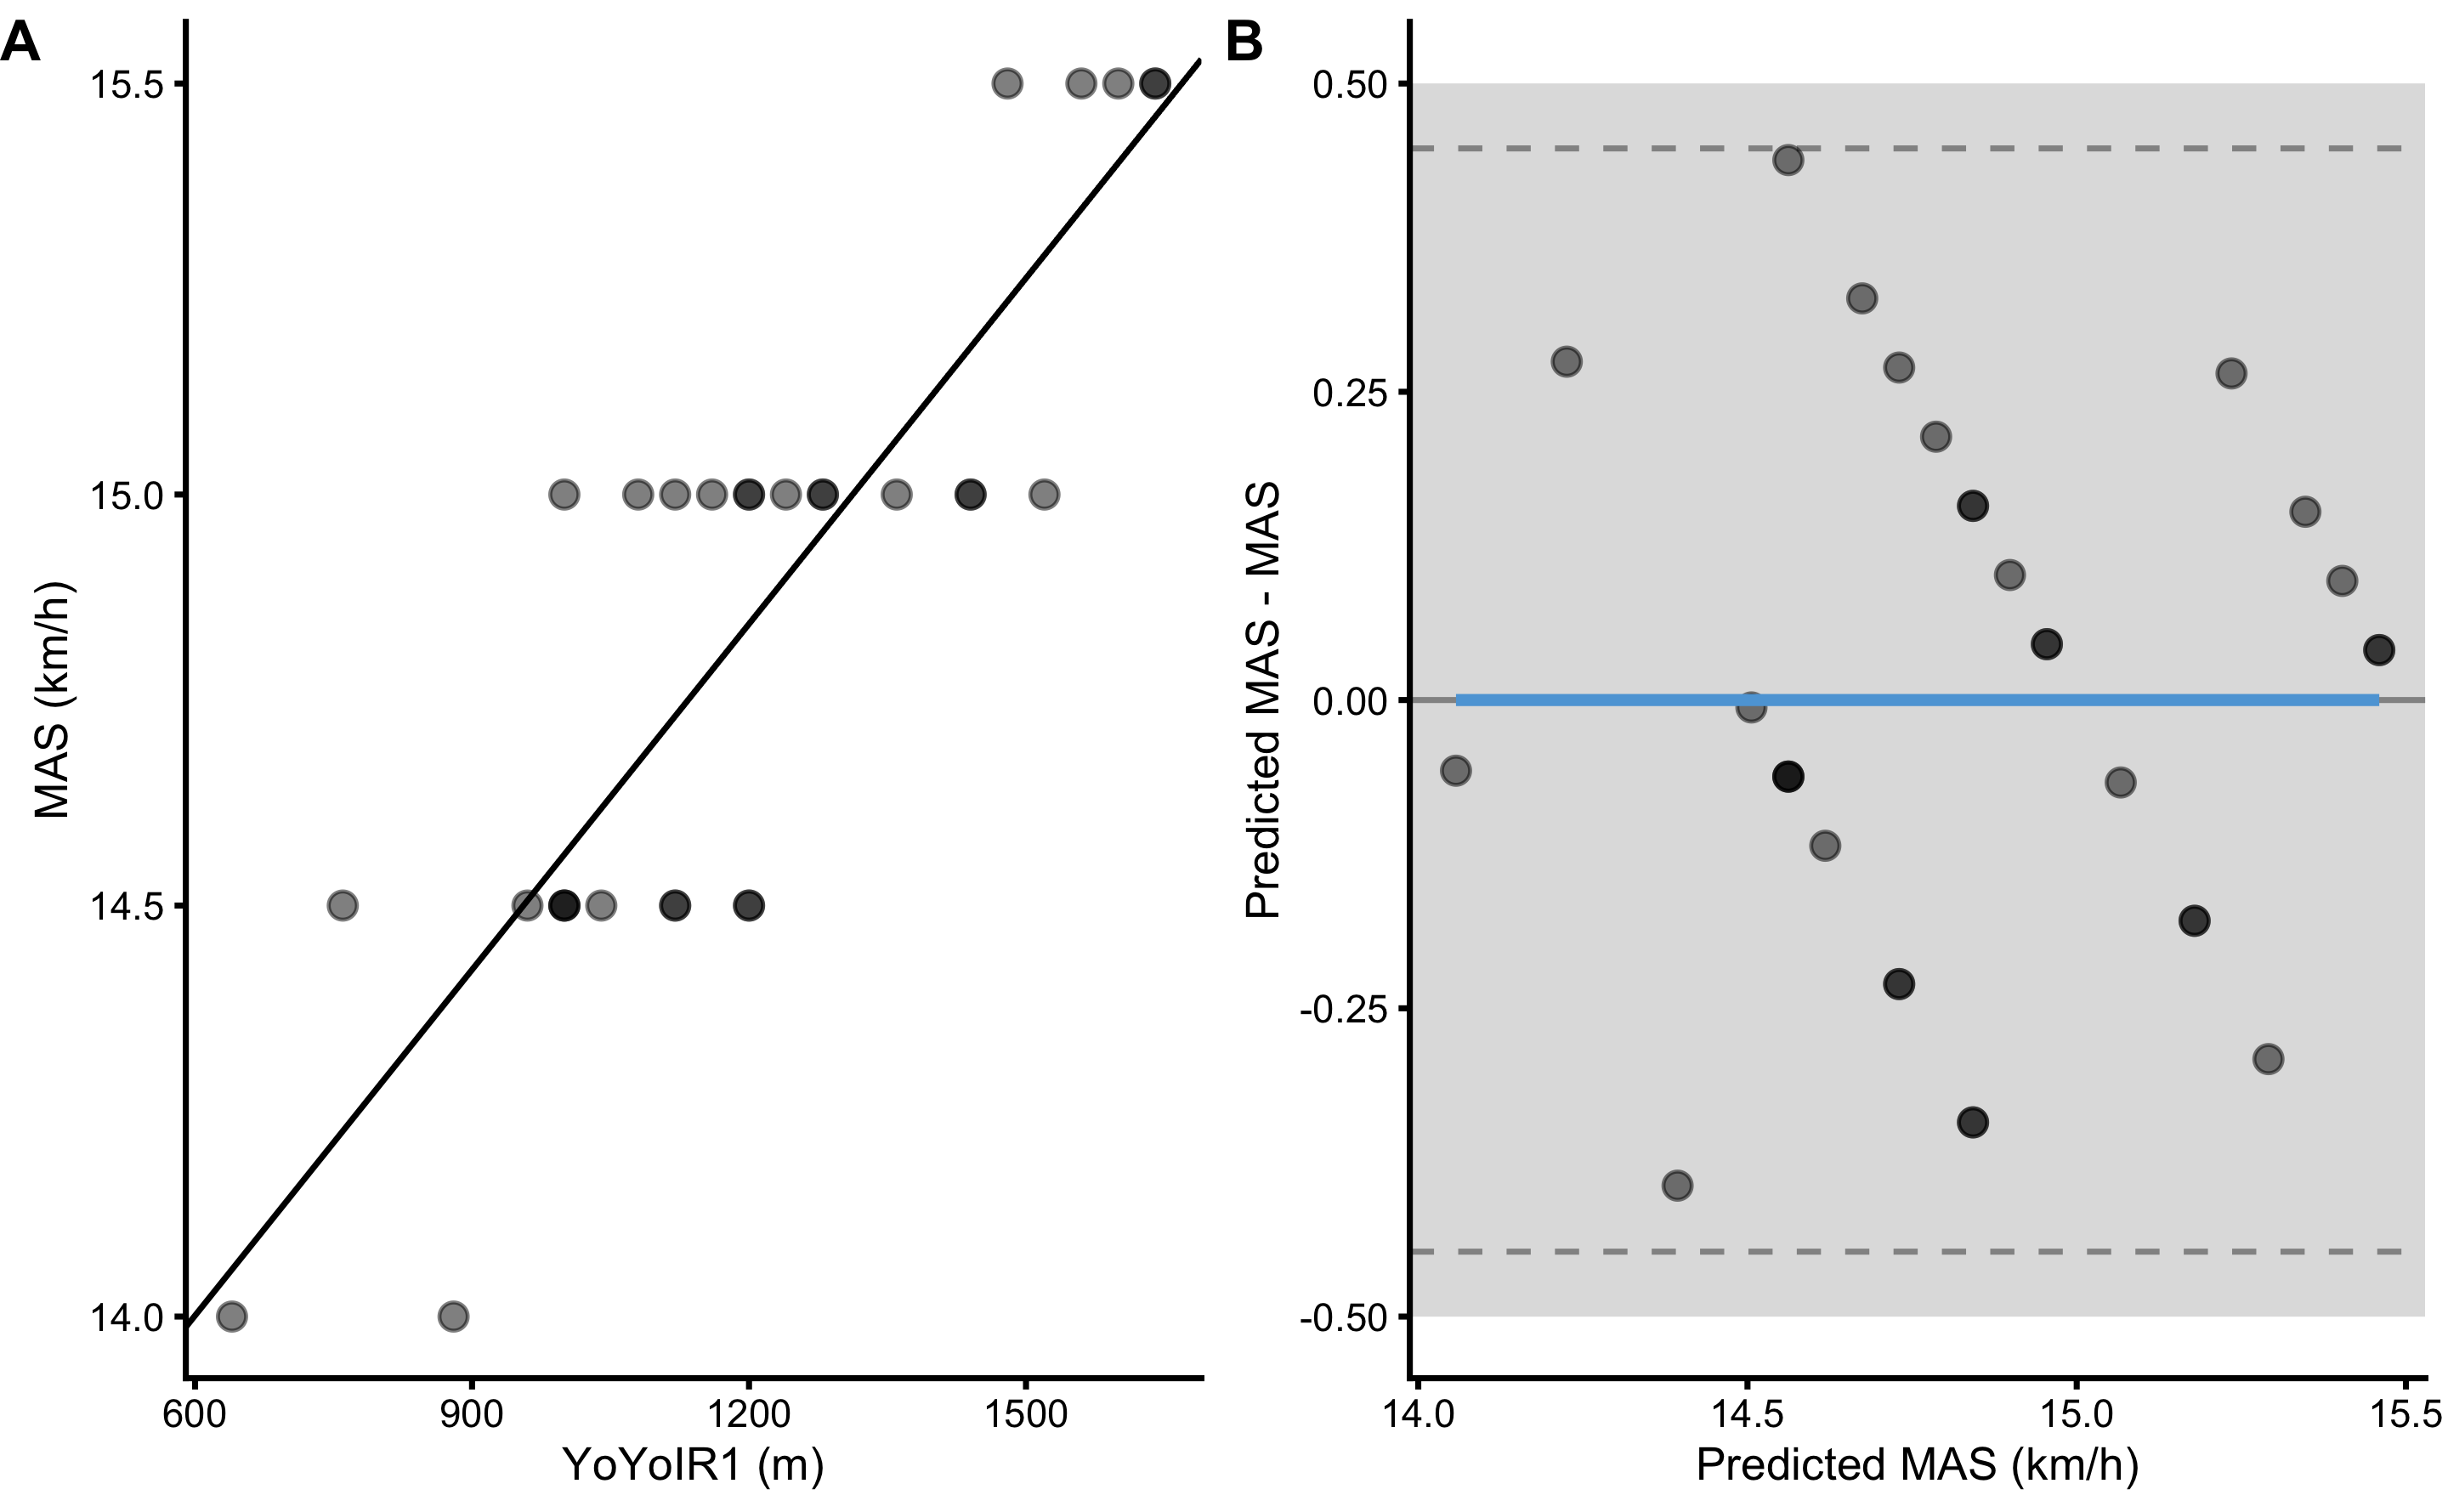 A
15.5
15.0
14.5
14.0
MAS (km/h)
600 900 1200 1500
YoYoIR1 (m)
B
0.50
0.25
0.00
-0.25
-0.50
Predicted MAS - MAS
14.0 14.5 15.0 15.5
Predicted MAS (km/h)